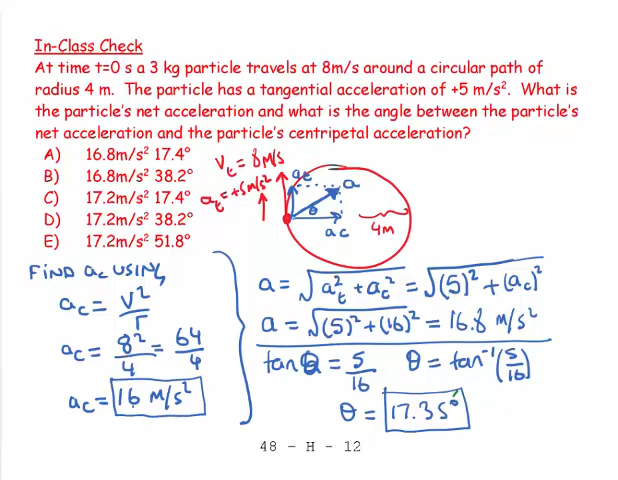 In-Class Check
At time t=0 s a 3 kg particle travels at 8m/s around a circular path of
radius 4 m. The particle has a tangential acceleration of +5 m/s². What is
the particle's net acceleration and what is the angle between the particle's
net acceleration and the particle's centripetal acceleration?
A) 16.8m/s² 17.4°
B) 16.8m/s² 38.2°
C) 17.2m/s² 17.4°
D) 17.2m/s² 38.2°
E) 17.2m/s² 51.8°
Vt = 8M/S
at = +5M/S²
at
a
θ
ac
4M
FIND ac USING
ac = V²/r
ac = 8²/4 = 64/4
ac = 16 M/S²
a = √(at² + ac²) = √((5)² + (ac)²)
a = √((5)² + (16)²) = 16.8 M/S²
tanθ = 5/16 θ = tan⁻¹(5/16)
θ = 17.35°
48 - H - 12